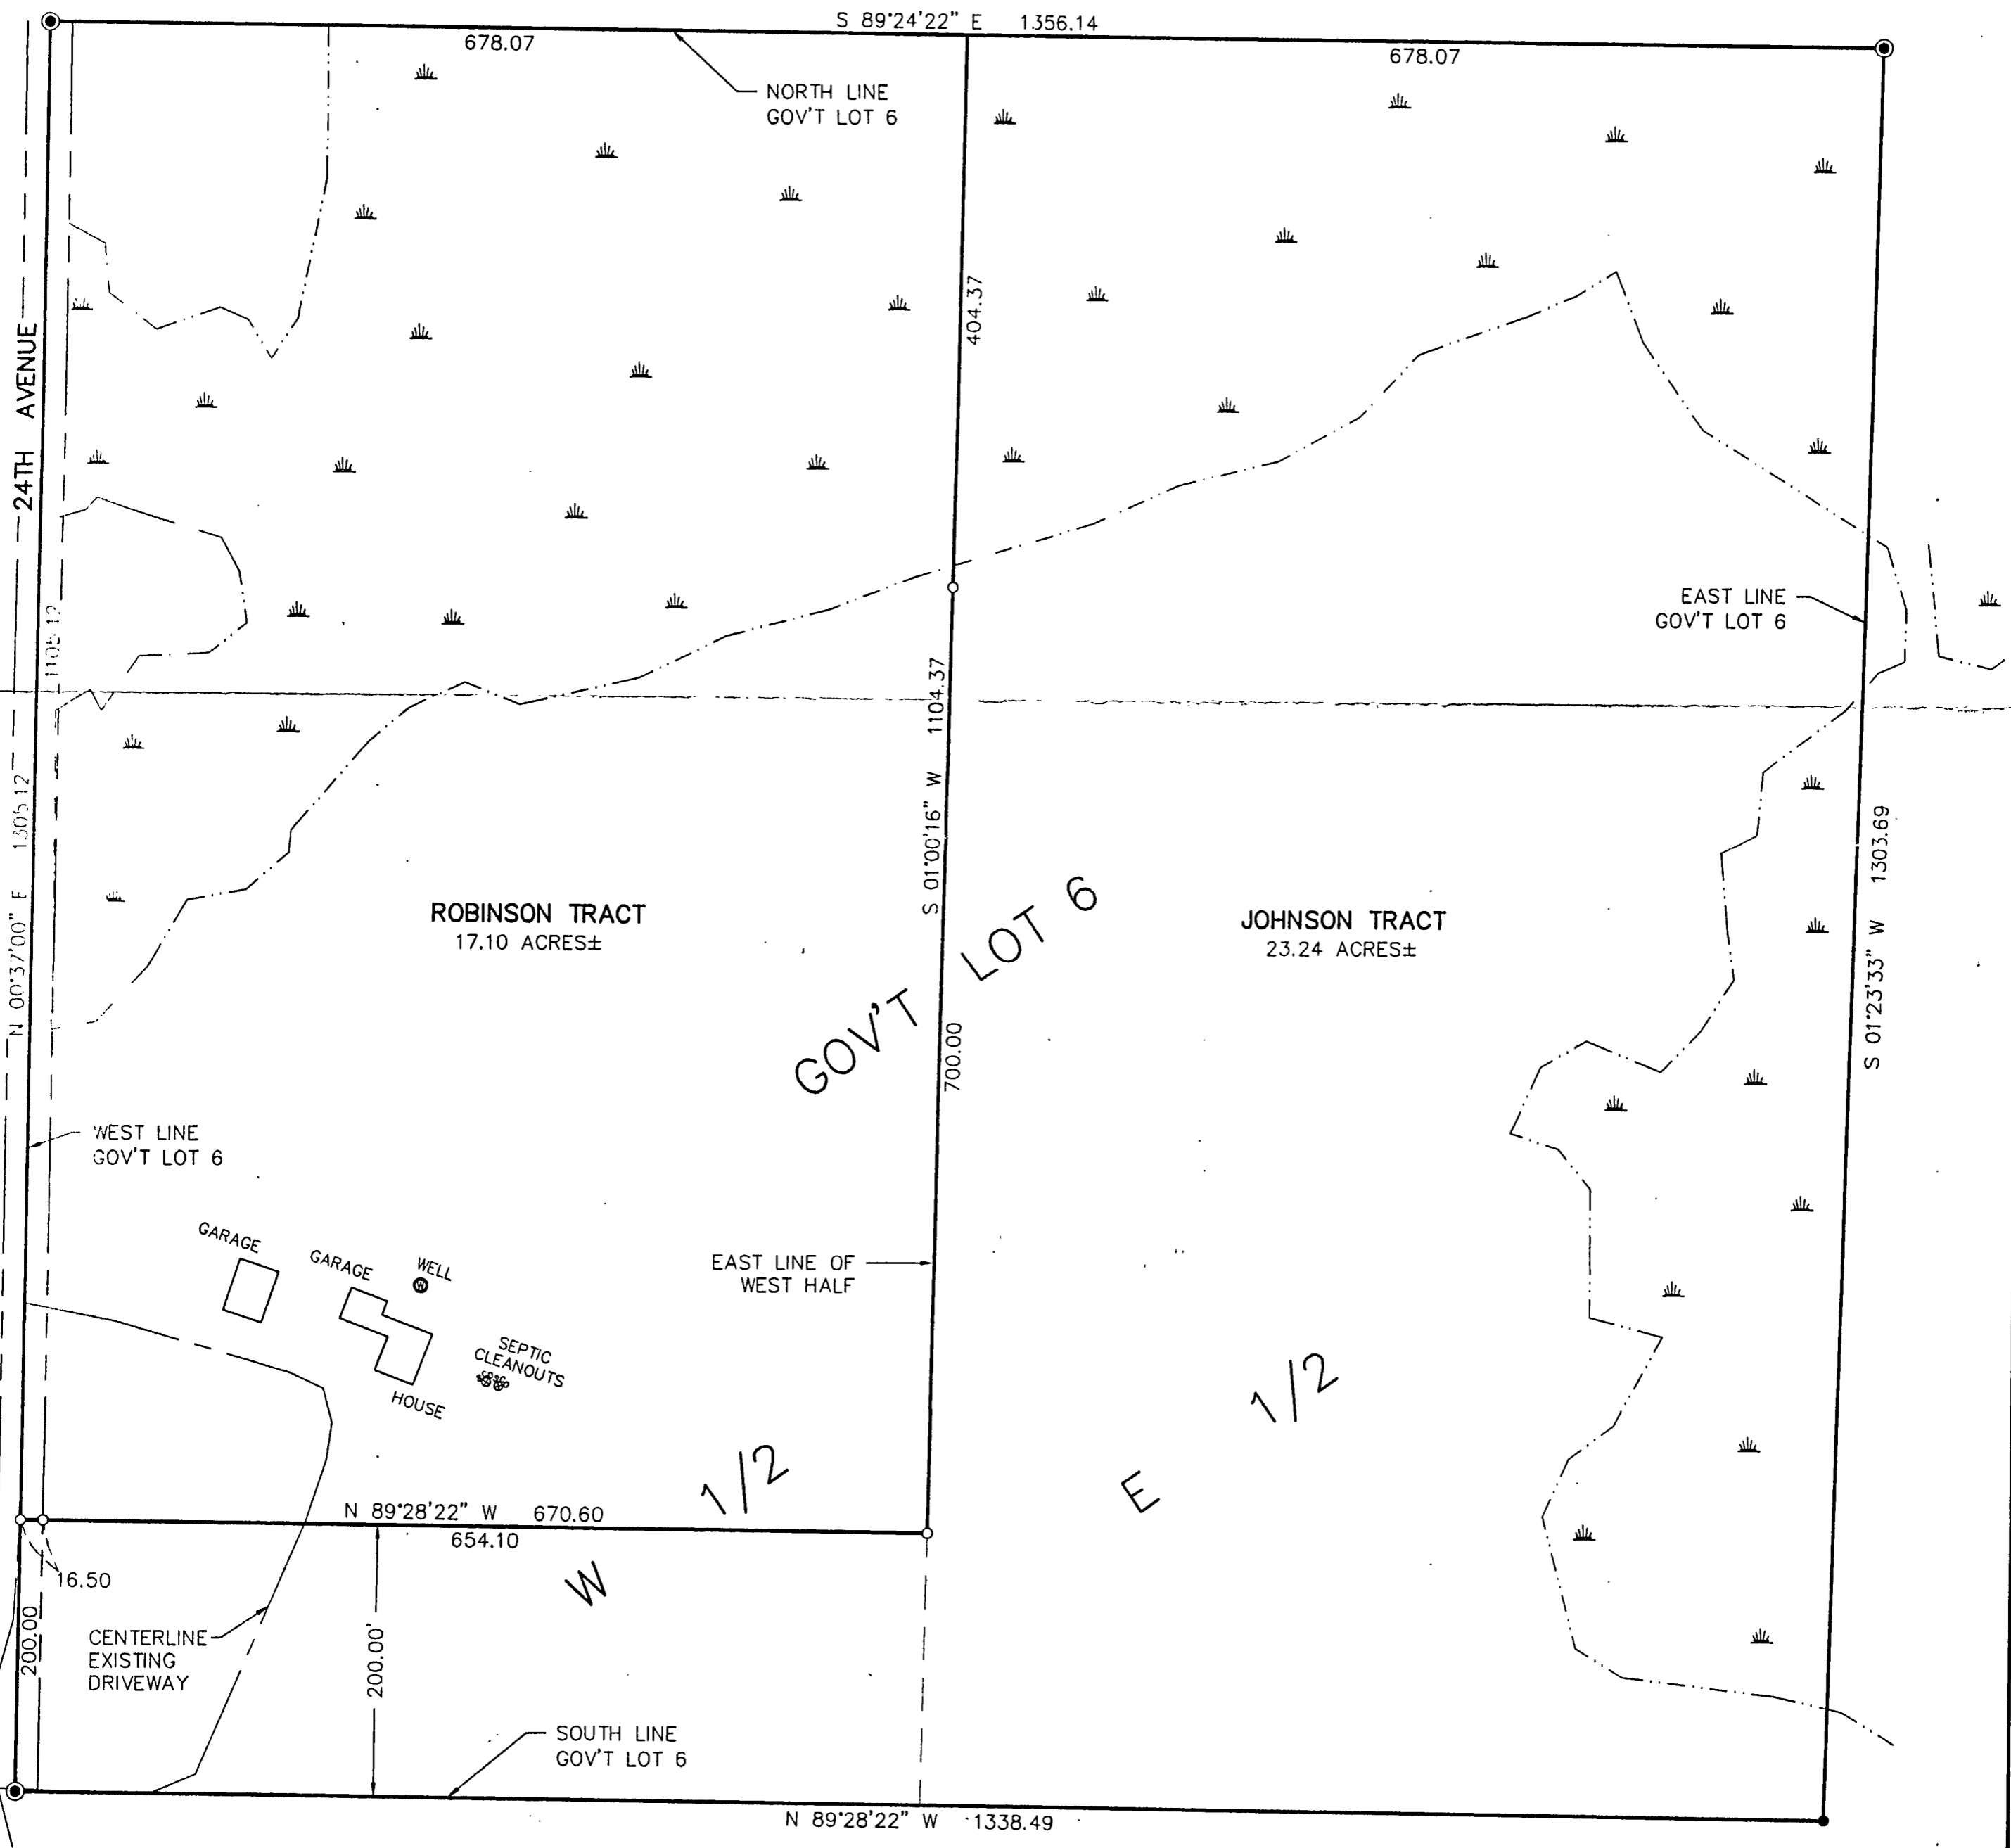 S 89°24'22" E 1356.14
678.07
678.07
NORTH LINE
GOV'T LOT 6
24TH AVENUE
404.37
1105.12
EAST LINE
GOV'T LOT 6
N 00°37'00" E 1305.12
S 01°00'16" W 1104.37
S 01°23'33" W 1303.69
ROBINSON TRACT
17.10 ACRES±
JOHNSON TRACT
23.24 ACRES±
GOV'T LOT 6
700.00
WEST LINE
GOV'T LOT 6
GARAGE
GARAGE
WELL
W
EAST LINE OF
WEST HALF
SEPTIC
CLEANOUTS
HOUSE
W 1/2
E 1/2
N 89°28'22" W 670.60
654.10
16.50
200.00
CENTERLINE
EXISTING
DRIVEWAY
200.00'
SOUTH LINE
GOV'T LOT 6
N 89°28'22" W 1338.49